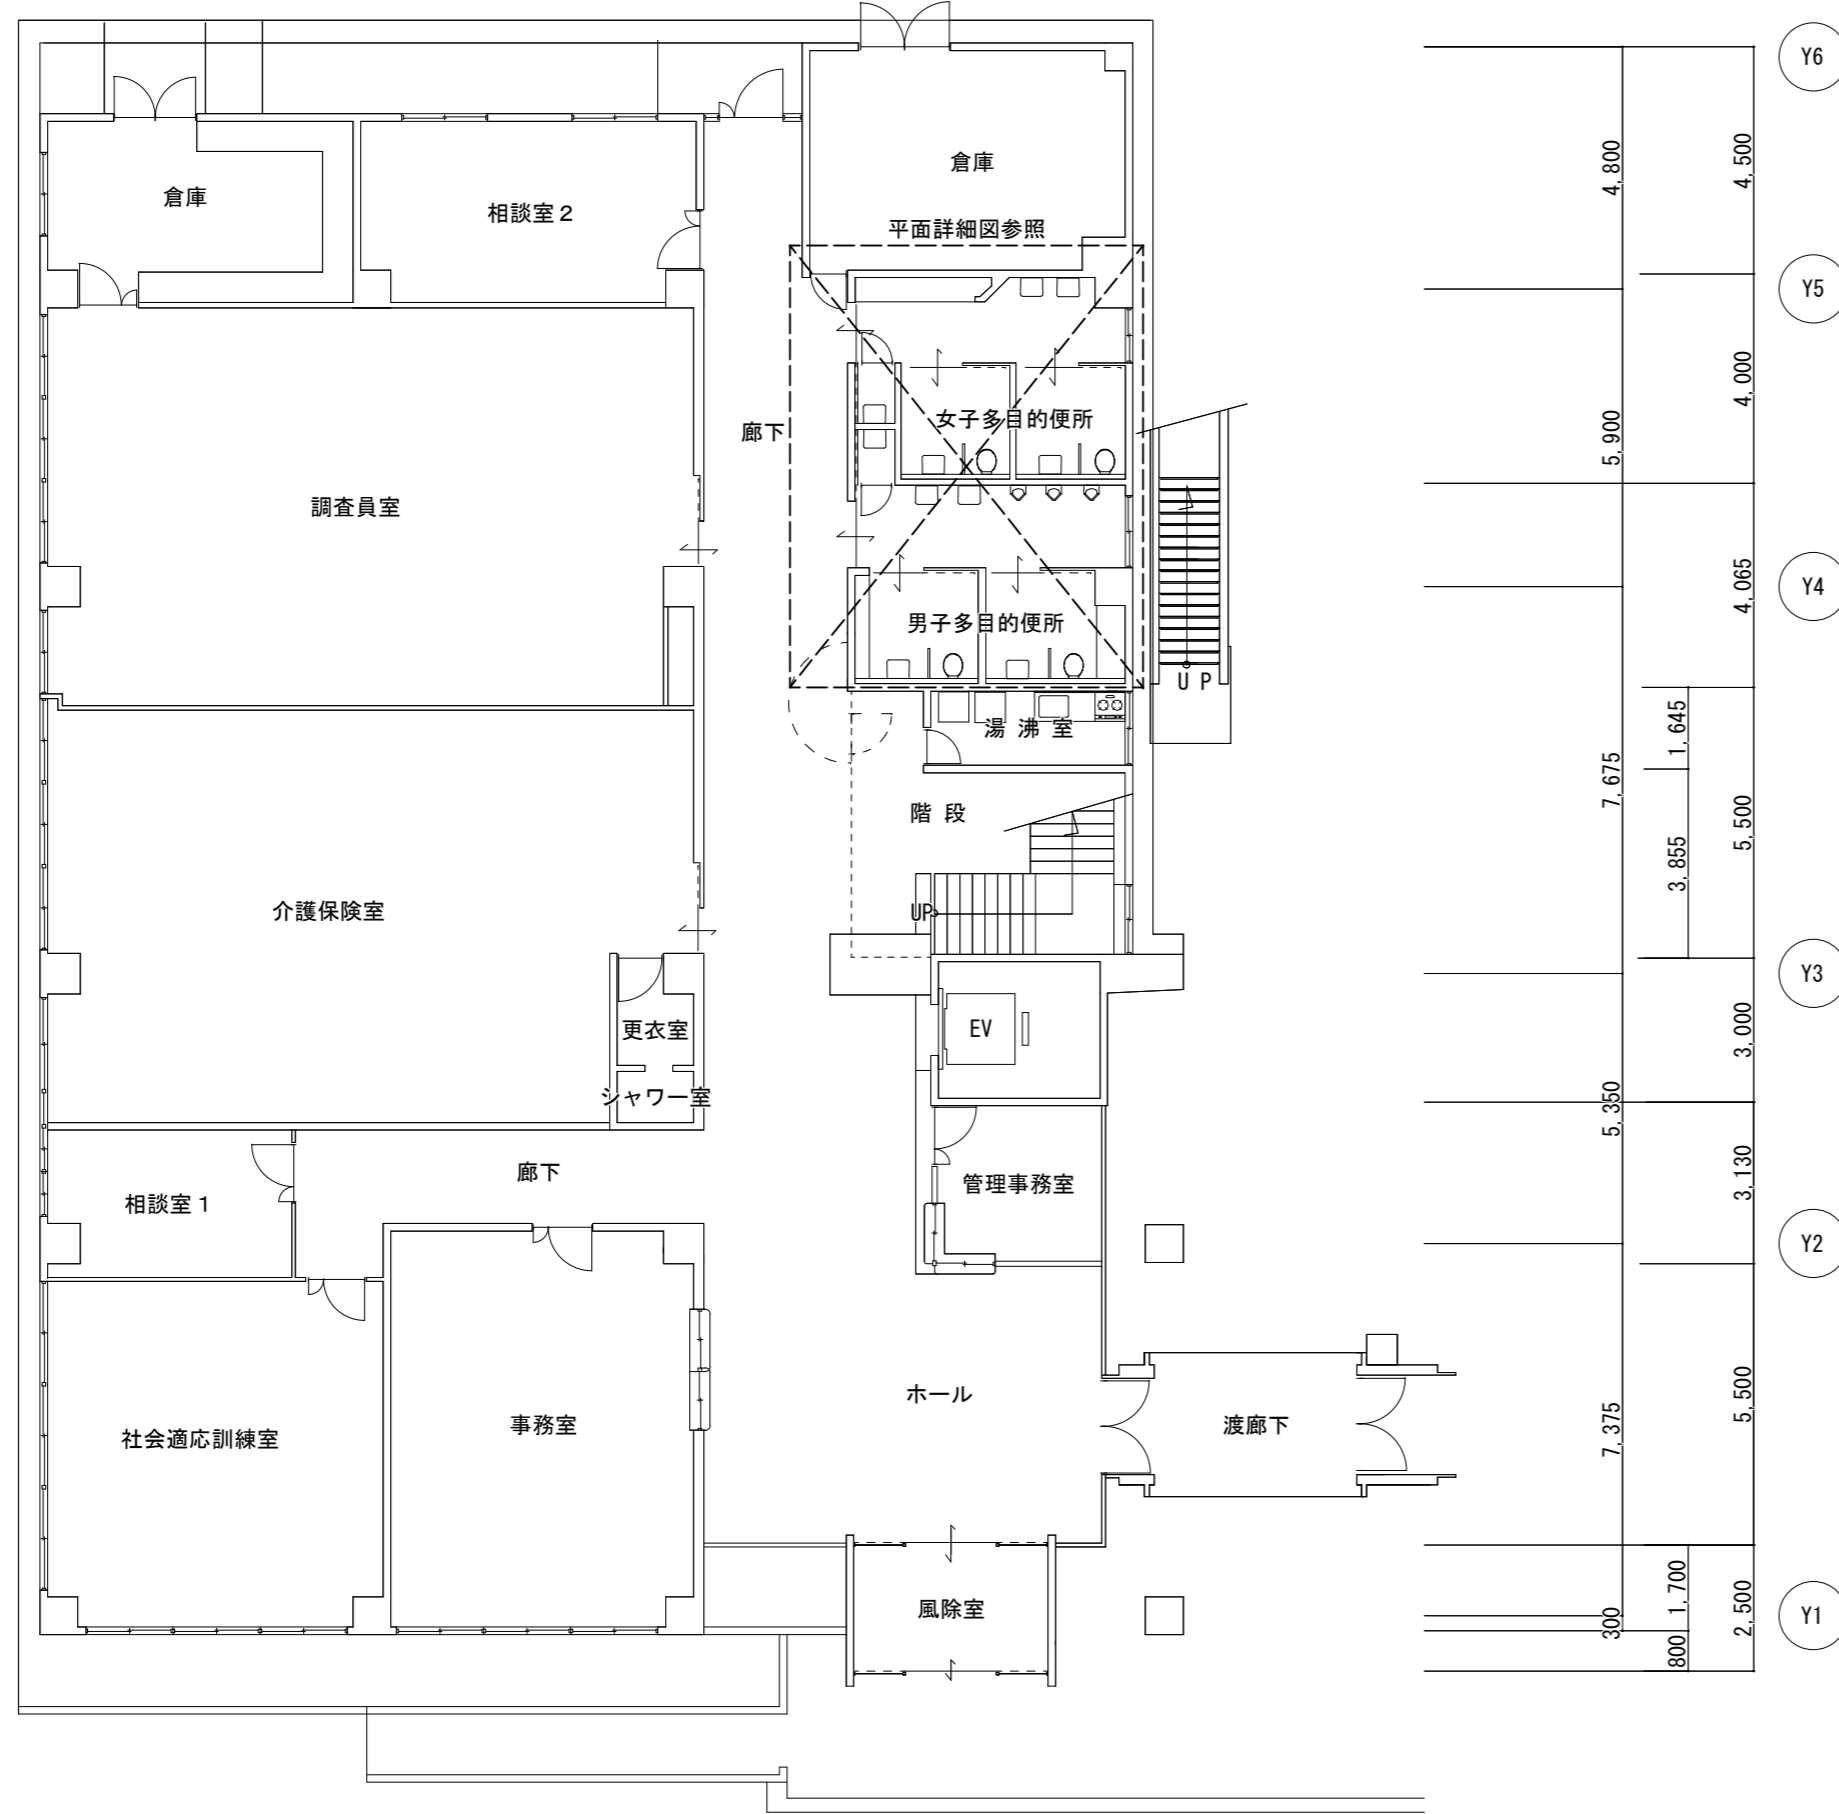 Y6
4,800
4,500
倉庫
倉庫
相談室2
平面詳細図参照
Y5
4,000
女子多目的便所
廊下
5,900
調査員室
4,065
Y4
男子多目的便所
UP
湯沸室
1,645
7,675
階段
5,500
3,855
介護保険室
UP
Y3
更衣室
EV
3,000
シャワー室
5,350
廊下
管理事務室
3,130
相談室1
Y2
ホール
5,500
社会適応訓練室
事務室
渡廊下
7,375
1,700
風除室
300
2,500
Y1
800